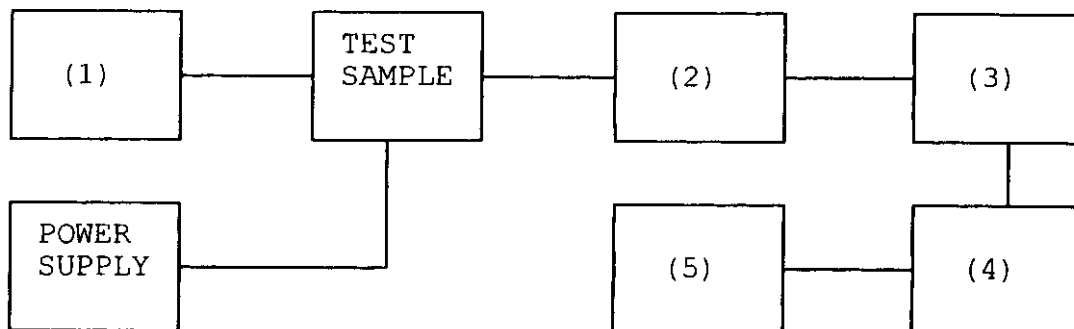 (1)
TEST
SAMPLE
(2)
(3)
POWER
SUPPLY
(5)
(4)